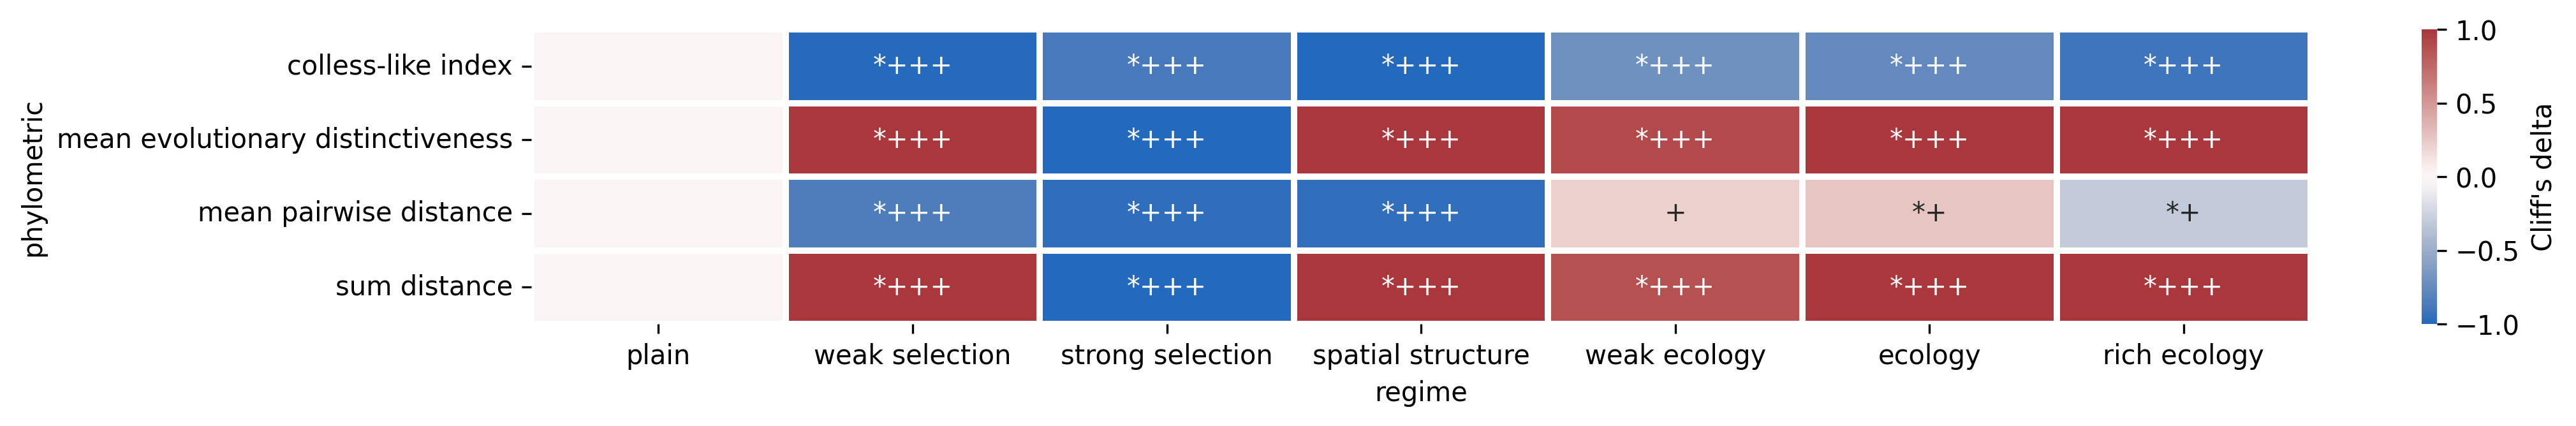 phylometric
colless-like index
*+++ *+++ *+++ *+++ *+++ *+++
mean evolutionary distinctiveness
*+++ *+++ *+++ *+++ *+++ *+++
mean pairwise distance
*+++ *+++ *+++ + *+ *+
sum distance
*+++ *+++ *+++ *+++ *+++ *+++
plain weak selection strong selection spatial structure weak ecology ecology rich ecology
regime
1.0
0.5
0.0
−0.5
−1.0
Cliff's delta